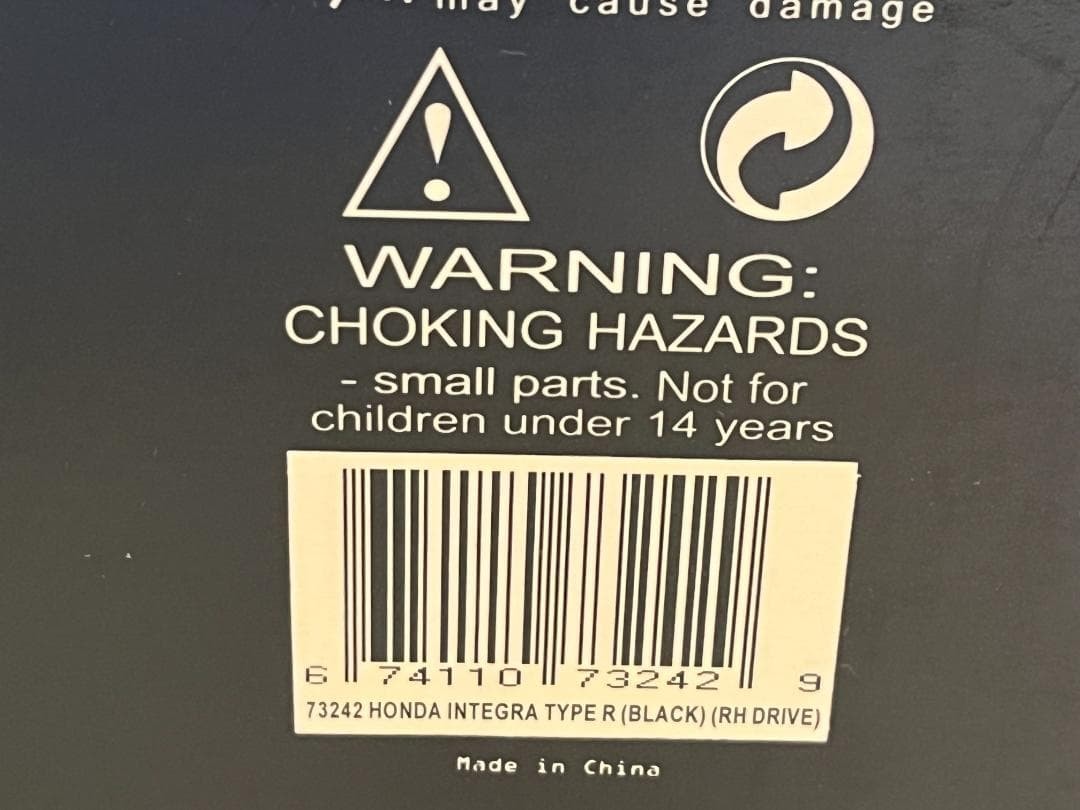 may cause damage
WARNING:
CHOKING HAZARDS
- small parts. Not for
children under 14 years
6 74110 73242 9
73242 HONDA INTEGRA TYPE R (BLACK) (RH DRIVE)
Made in China